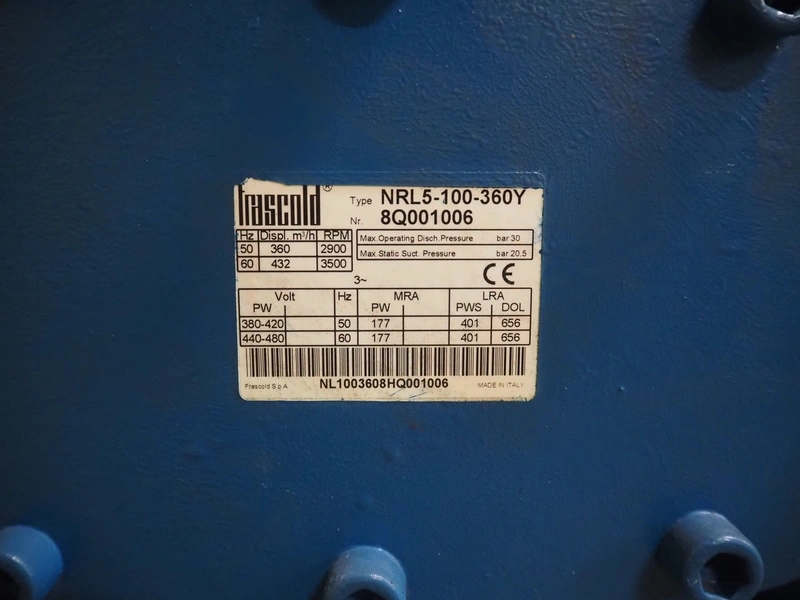 frascold® Type NRL5-100-360Y
Nr. 8Q001006
Hz Displ. m³/h RPM
50 360 2900
60 432 3500
Max.Operating Disch.Pressure bar 30
Max.Static Suct. Pressure bar 20.5
3~ CE
Volt Hz MRA LRA
PW PW PWS DOL
380-420 50 177 401 656
440-480 60 177 401 656
NL1003608HQ001006
Frascold S.p.A. MADE IN ITALY